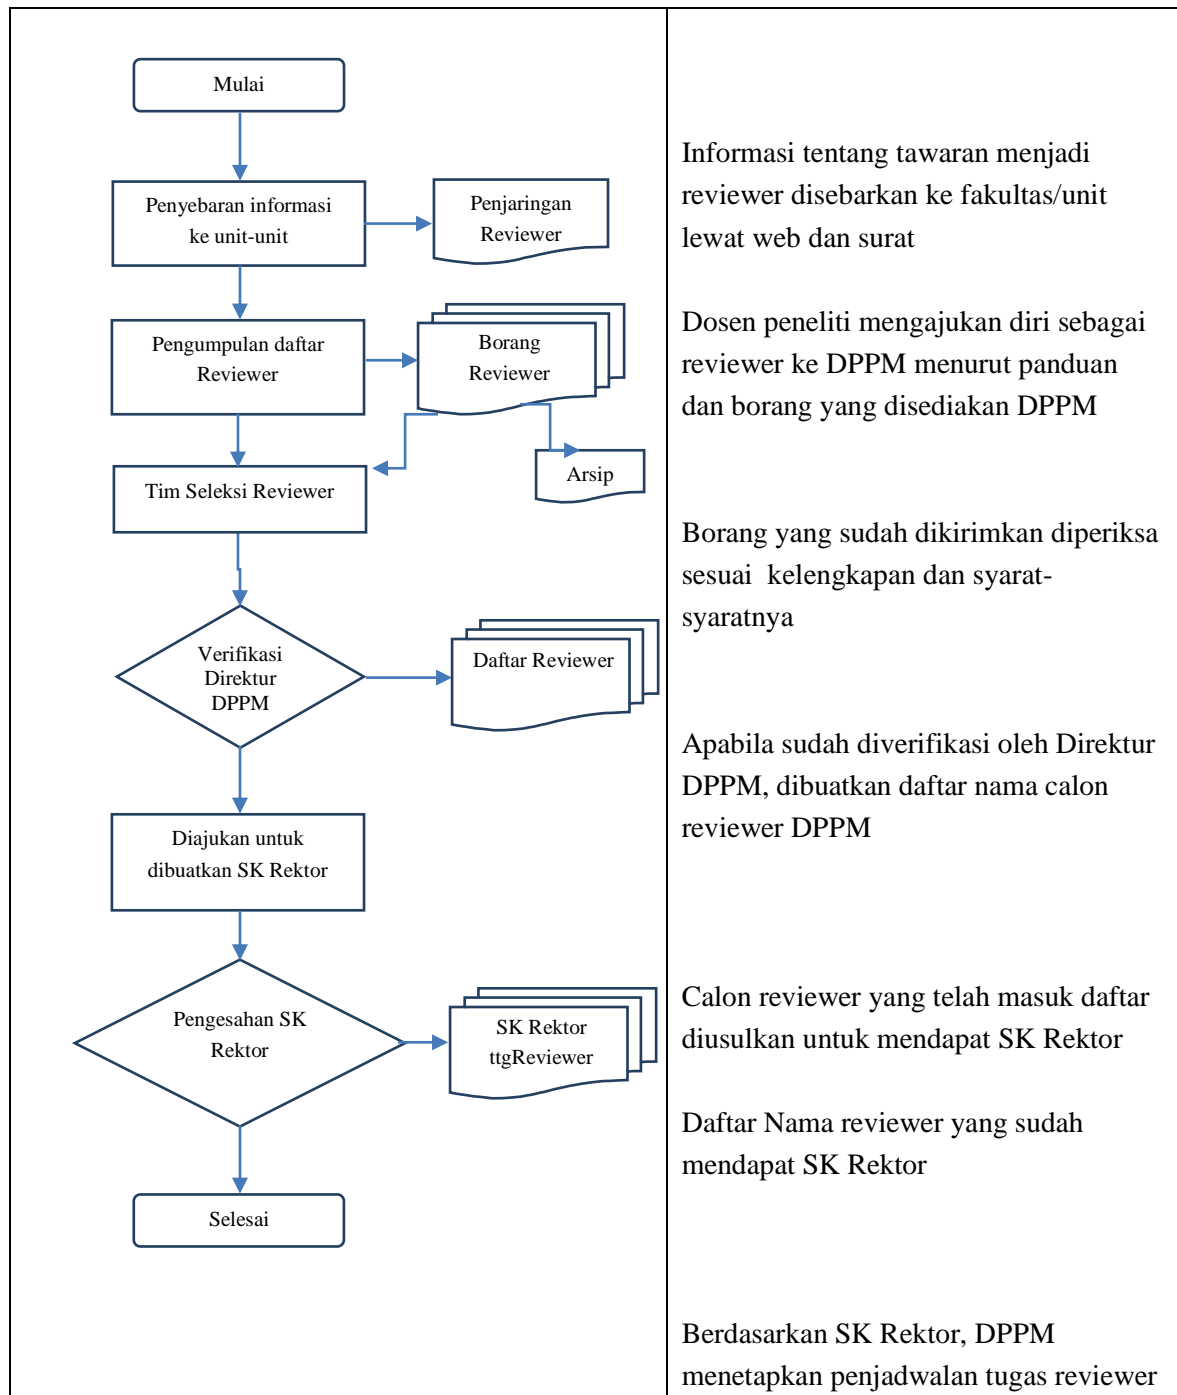 Mulai
Penyebaran informasi
ke unit-unit
Penjaringan
Reviewer
Pengumpulan daftar
Reviewer
Borang
Reviewer
Arsip
Tim Seleksi Reviewer
Verifikasi
Direktur
DPPM
Daftar Reviewer
Diajukan untuk
dibuatkan SK Rektor
Pengesahan SK
Rektor
SK Rektor
ttgReviewer
Selesai
Informasi tentang tawaran menjadi
reviewer disebarkan ke fakultas/unit
lewat web dan surat
Dosen peneliti mengajukan diri sebagai
reviewer ke DPPM menurut panduan
dan borang yang disediakan DPPM
Borang yang sudah dikirimkan diperiksa
sesuai  kelengkapan dan syarat-
syaratnya
Apabila sudah diverifikasi oleh Direktur
DPPM, dibuatkan daftar nama calon
reviewer DPPM
Calon reviewer yang telah masuk daftar
diusulkan untuk mendapat SK Rektor
Daftar Nama reviewer yang sudah
mendapat SK Rektor
Berdasarkan SK Rektor, DPPM
menetapkan penjadwalan tugas reviewer